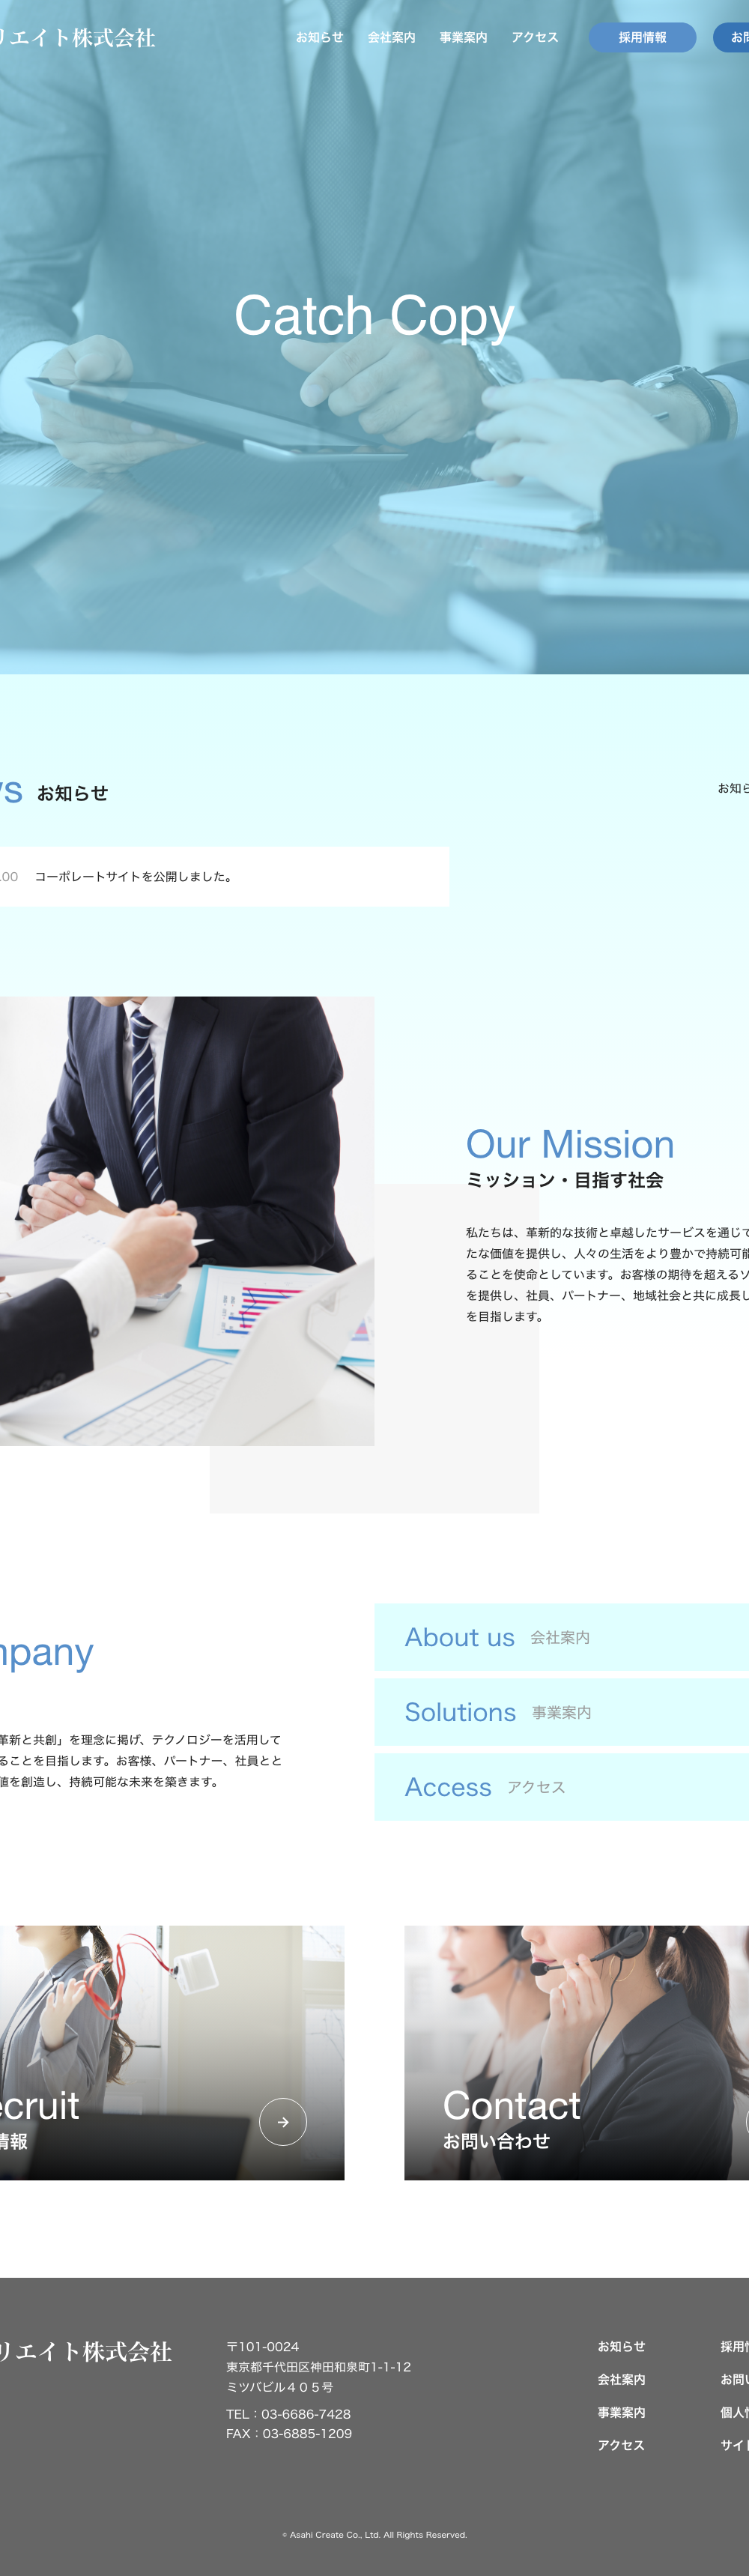 リエイト株式会社
お知らせ
会社案内
事業案内
アクセス
採用情報
お問
Catch Copy
s お知らせ
お知ら
.00 コーポレートサイトを公開しました。
Our Mission
ミッション・目指す社会
私たちは、革新的な技術と卓越したサービスを通じて
たな価値を提供し、人々の生活をより豊かで持続可能
ることを使命としています。お客様の期待を超えるソ
を提供し、社員、パートナー、地域社会と共に成長し
を目指します。
mpany
革新と共創」を理念に掲げ、テクノロジーを活用して
ることを目指します。お客様、パートナー、社員とと
値を創造し、持続可能な未来を築きます。
About us 会社案内
Solutions 事業案内
Access アクセス
ecruit
情報
Contact
お問い合わせ
リエイト株式会社
〒101-0024
東京都千代田区神田和泉町1-1-12
ミツバビル４０５号
TEL：03-6686-7428
FAX：03-6885-1209
お知らせ
会社案内
事業案内
アクセス
採用情
お問い
個人情
サイト
© Asahi Create Co., Ltd. All Rights Reserved.